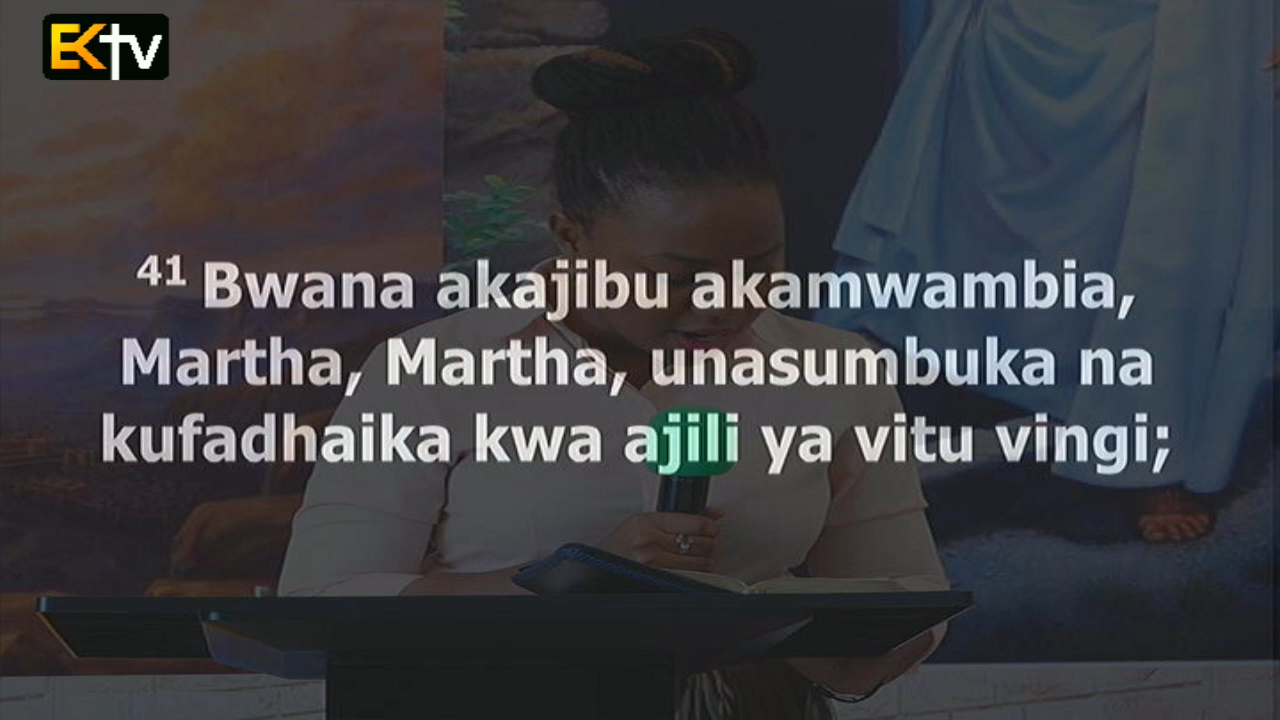 EKtv
41 Bwana akajibu akamwambia,
Martha, Martha, unasumbuka na
kufadhaika kwa ajili ya vitu vingi;